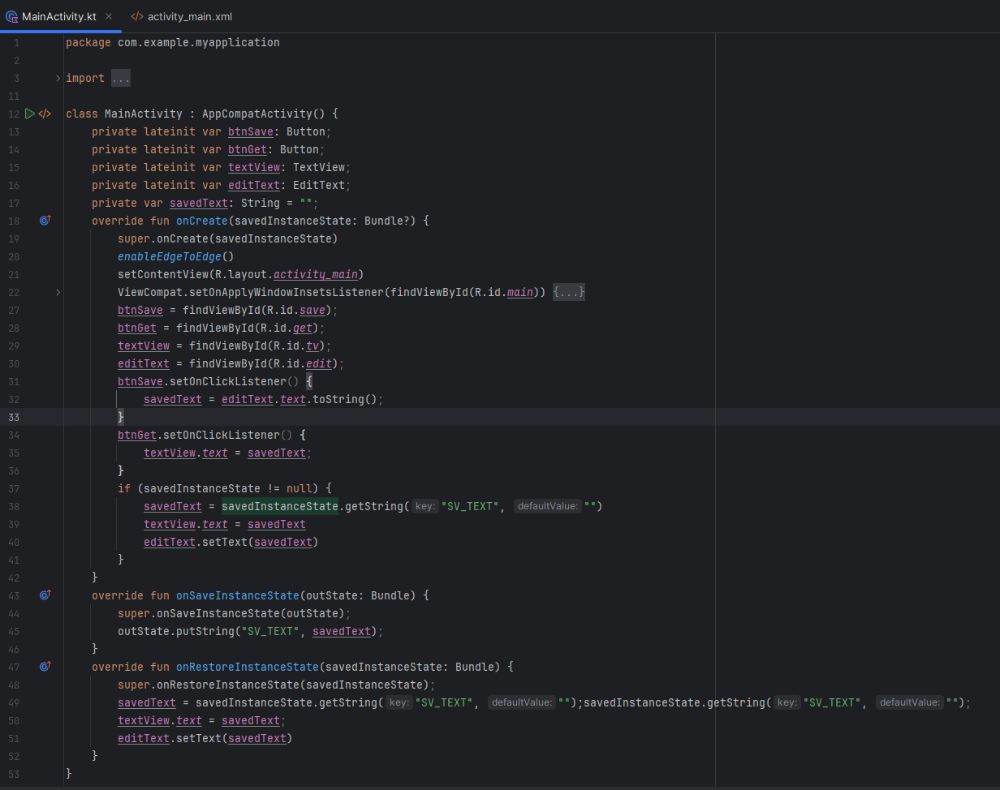 MainActivity.kt × </> activity_main.xml
1 package com.example.myapplication
2
3 > import ...
11
12 </> class MainActivity : AppCompatActivity() {
13     private lateinit var btnSave: Button;
14     private lateinit var btnGet: Button;
15     private lateinit var textView: TextView;
16     private lateinit var editText: EditText;
17     private var savedText: String = "";
18     override fun onCreate(savedInstanceState: Bundle?) {
19         super.onCreate(savedInstanceState)
20         enableEdgeToEdge()
21         setContentView(R.layout.activity_main)
22 >         ViewCompat.setOnApplyWindowInsetsListener(findViewById(R.id.main)) {...}
27         btnSave = findViewById(R.id.save);
28         btnGet = findViewById(R.id.get);
29         textView = findViewById(R.id.tv);
30         editText = findViewById(R.id.edit);
31         btnSave.setOnClickListener() {
32             savedText = editText.text.toString();
33         }
34         btnGet.setOnClickListener() {
35             textView.text = savedText;
36         }
37         if (savedInstanceState != null) {
38             savedText = savedInstanceState.getString( key: "SV_TEXT", defaultValue: "")
39             textView.text = savedText
40             editText.setText(savedText)
41         }
42     }
43     override fun onSaveInstanceState(outState: Bundle) {
44         super.onSaveInstanceState(outState);
45         outState.putString("SV_TEXT", savedText);
46     }
47     override fun onRestoreInstanceState(savedInstanceState: Bundle) {
48         super.onRestoreInstanceState(savedInstanceState);
49         savedText = savedInstanceState.getString( key: "SV_TEXT", defaultValue: "");savedInstanceState.getString( key: "SV_TEXT", defaultValue: "");
50         textView.text = savedText;
51         editText.setText(savedText)
52     }
53 }